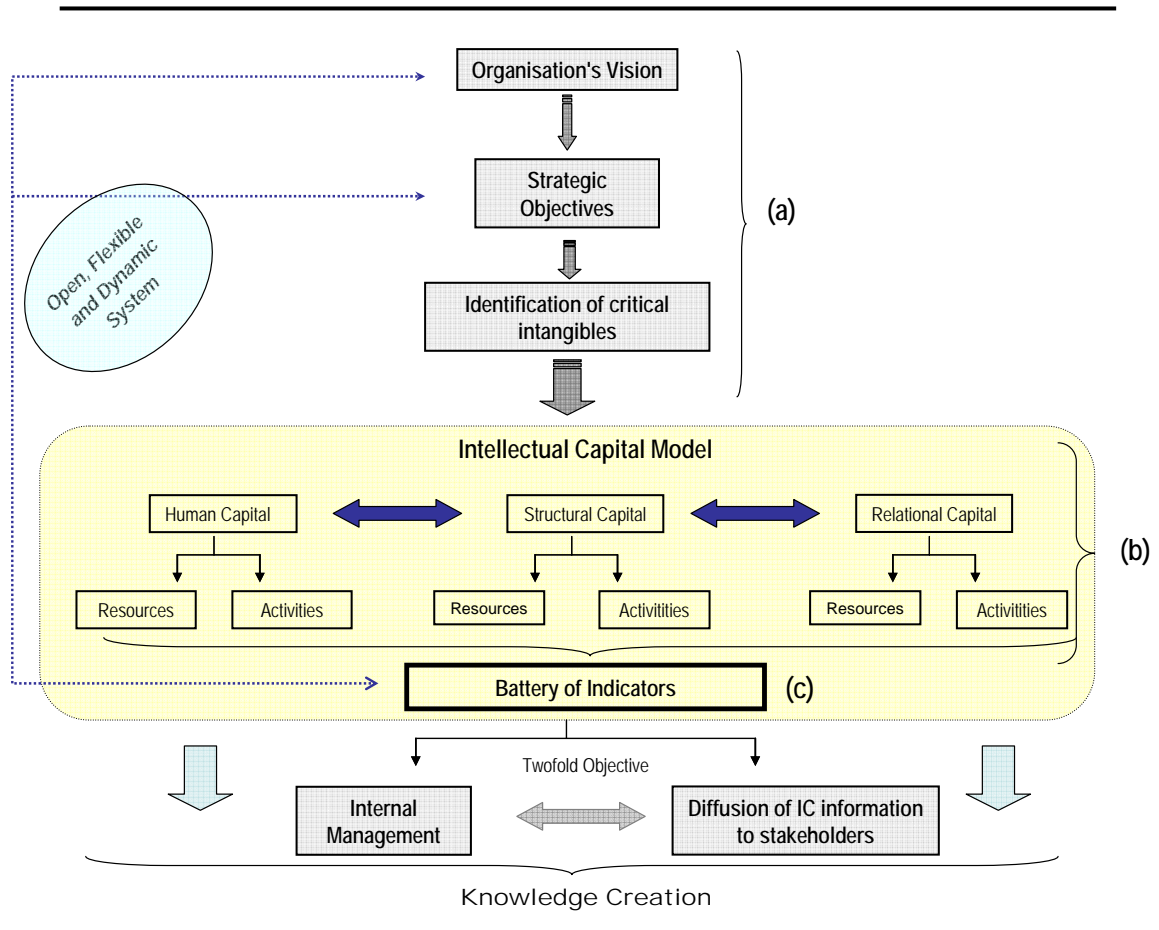 Organisation's Vision
Strategic
Objectives
(a)
Open, Flexible
and Dynamic
System
Identification of critical
intangibles
Intellectual Capital Model
Human Capital
Structural Capital
Relational Capital
(b)
Resources
Activities
Resources
Activitities
Resources
Activitities
Battery of Indicators
(c)
Twofold Objective
Internal
Management
Diffusion of IC information
to stakeholders
Knowledge Creation